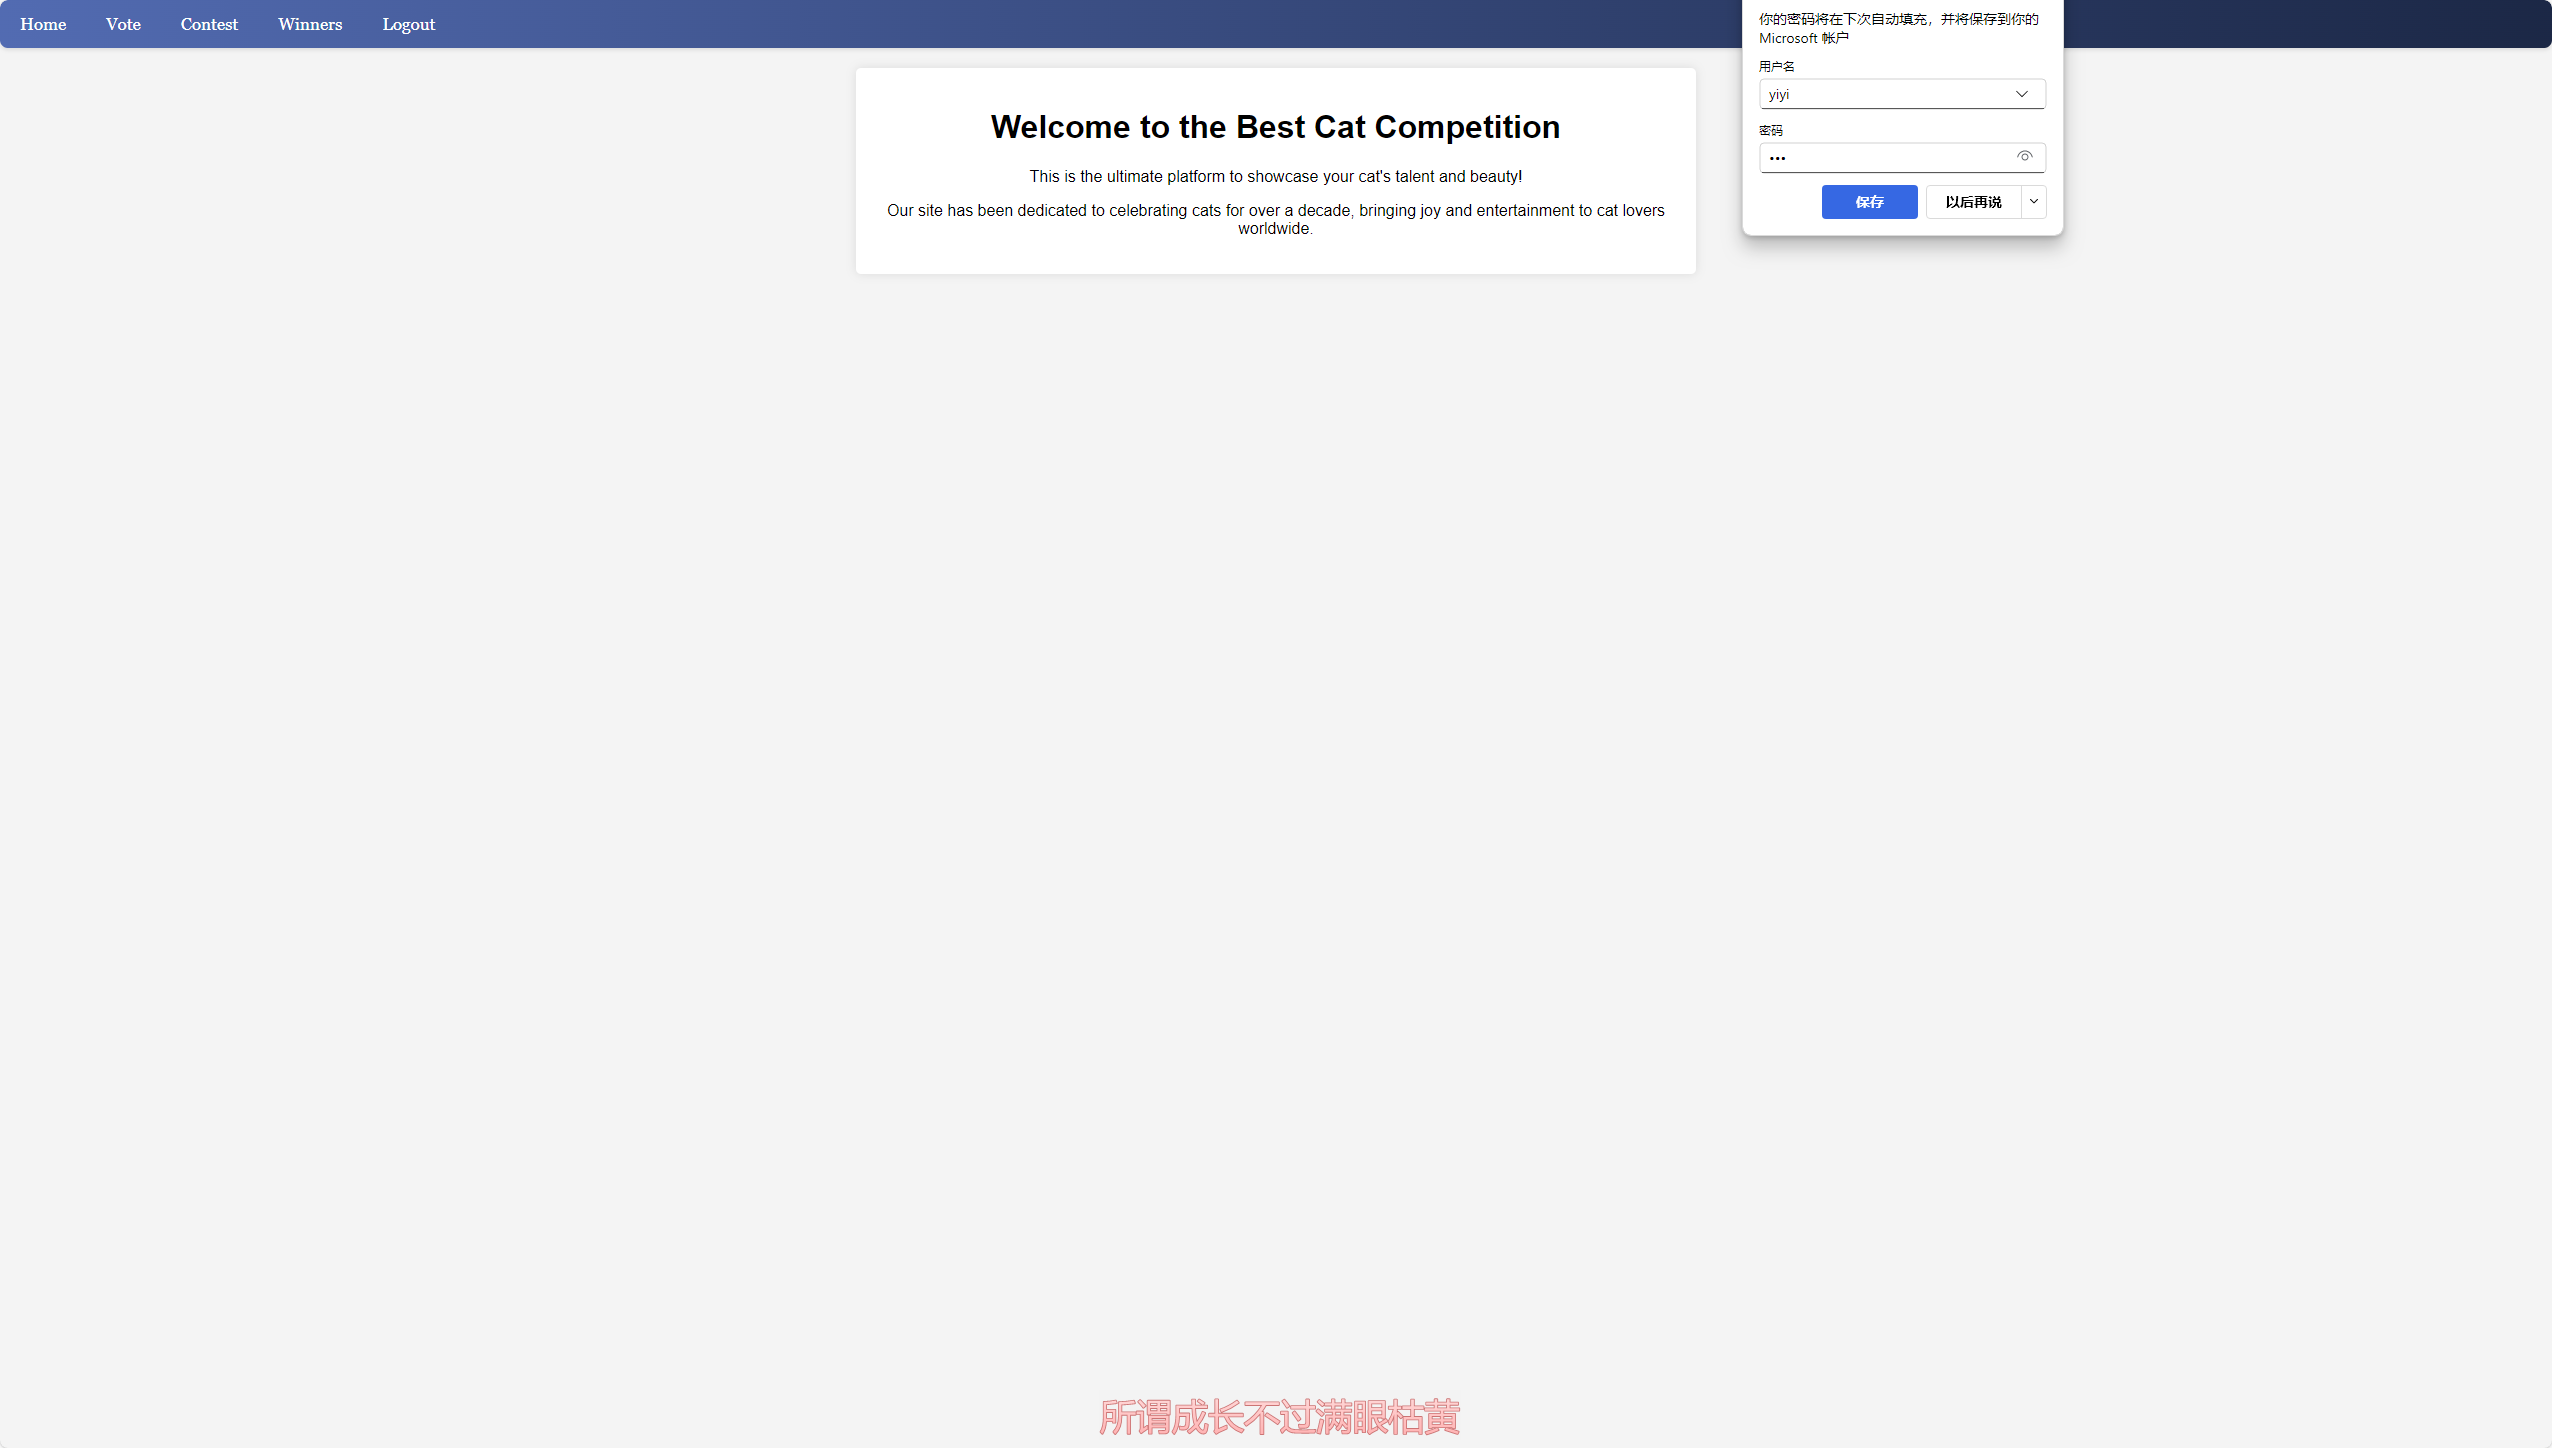 Home Vote Contest Winners Logout
你的密码将在下次自动填充，并将保存到你的
Microsoft 帐户
用户名
yiyi
密码
•••
保存 以后再说
Welcome to the Best Cat Competition
This is the ultimate platform to showcase your cat's talent and beauty!
Our site has been dedicated to celebrating cats for over a decade, bringing joy and entertainment to cat lovers
worldwide.
所谓成长不过满眼枯黄